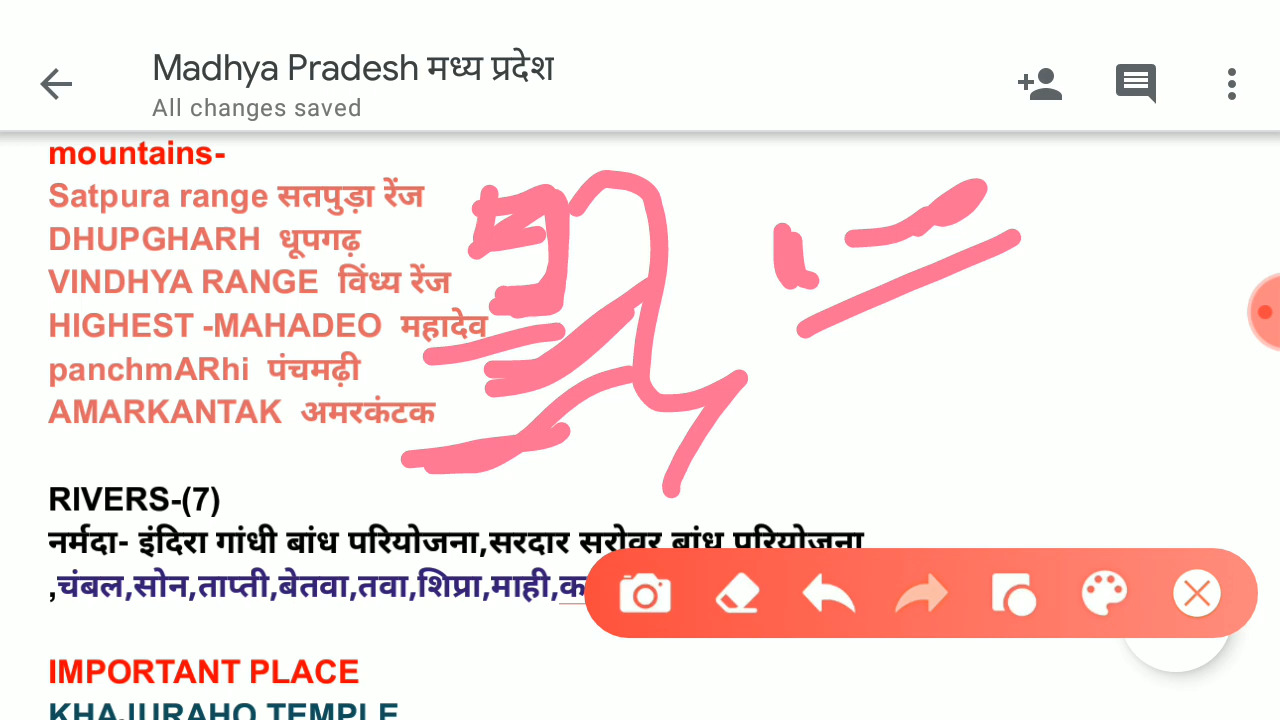 Madhya Pradesh मध्य प्रदेश
All changes saved
mountains-
Satpura range सतपुड़ा रेंज
DHUPGHARH धूपगढ़
VINDHYA RANGE विंध्य रेंज
HIGHEST -MAHADEO महादेव
panchmARhi पंचमढ़ी
AMARKANTAK अमरकंटक
RIVERS-(7)
नर्मदा- इंदिरा गांधी बांध परियोजना,सरदार सरोवर बांध परियोजना
,चंबल,सोन,ताप्ती,बेतवा,तवा,शिप्रा,माही,
IMPORTANT PLACE
KHAJURAHO TEMPLE